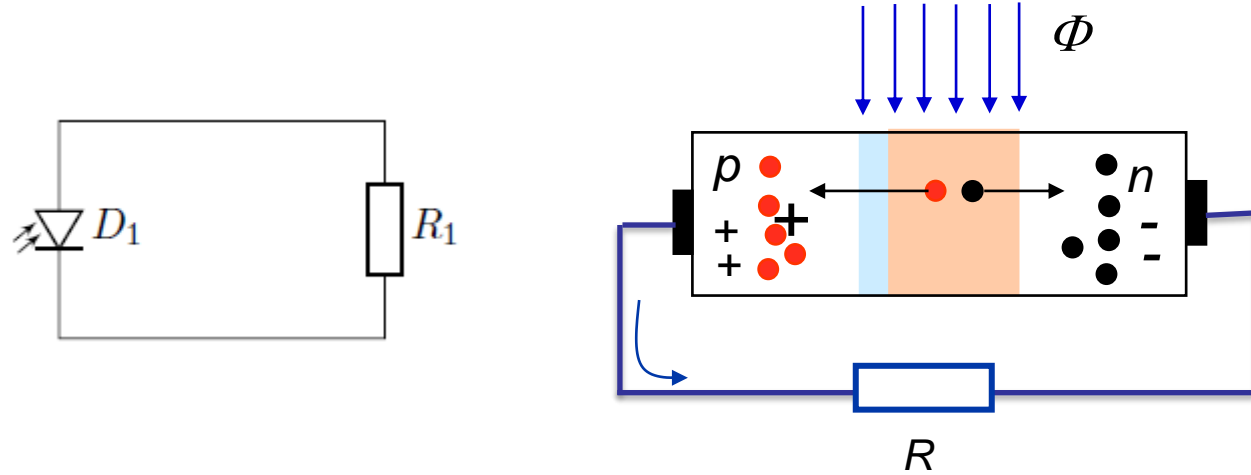 D₁
R₁
Φ
p
n
+
+
+
-
-
R